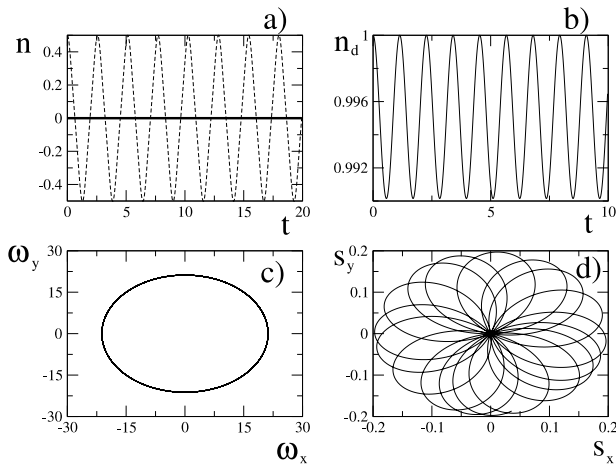 a)
n
0.4
0.2
0
-0.2
-0.4
0 5 10 15 20
t
b)
n_d
1
0.996
0.992
0 5 10
t
c)
ω_y
30
15
0
-15
-30
-30 -15 0 15 30
ω_x
d)
s_y
0.2
0.1
0
-0.1
-0.2
-0.2 -0.1 0 0.1 0.2
s_x